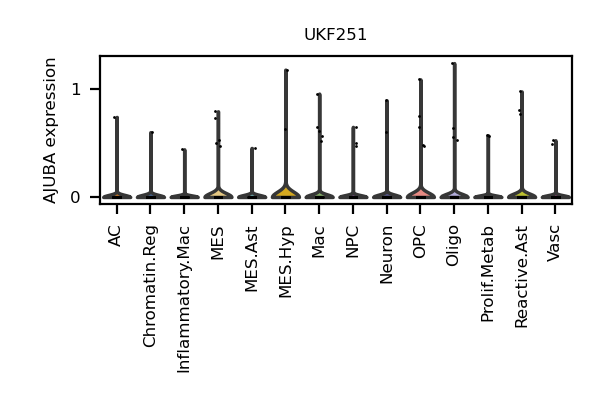 UKF251
AJUBA expression
1
0
AC
Chromatin.Reg
Inflammatory.Mac
MES
MES.Ast
MES.Hyp
Mac
NPC
Neuron
OPC
Oligo
Prolif.Metab
Reactive.Ast
Vasc